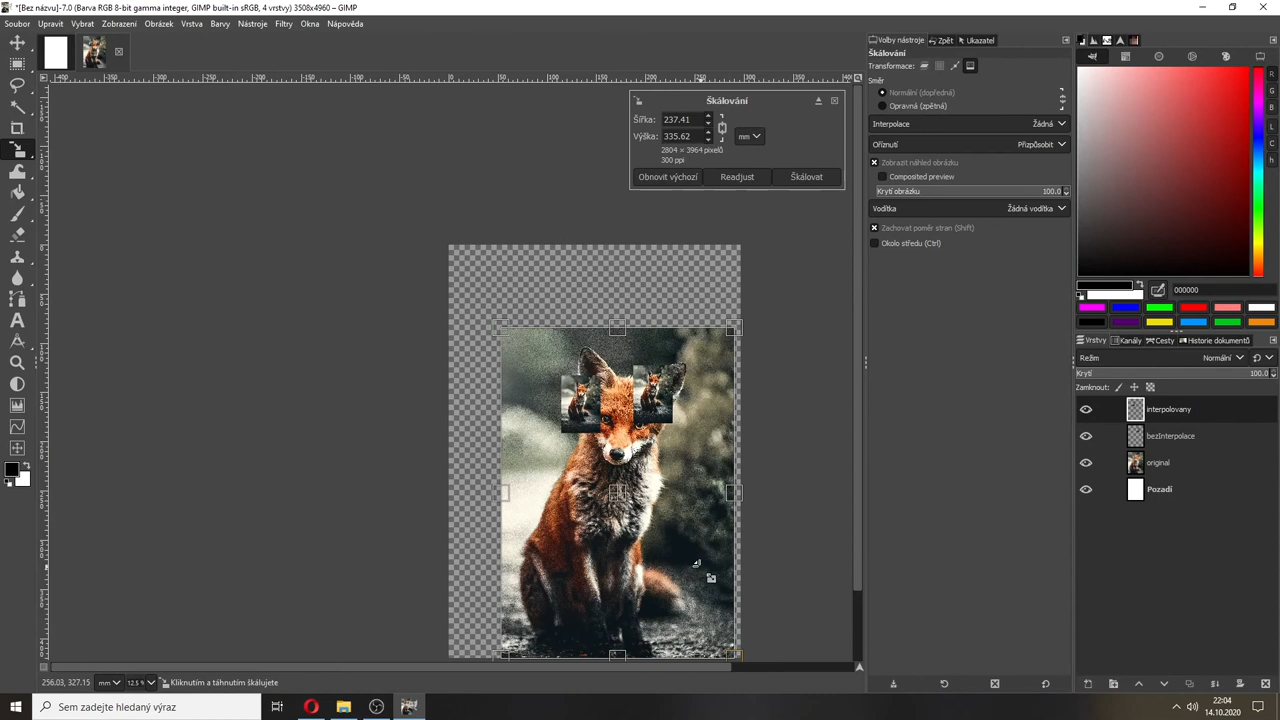 *[Bez názvu]-7.0 (Barva RGB 8-bit gamma integer, GIMP built-in sRGB, 4 vrstvy) 3508x4960 – GIMP
Soubor Upravit Vybrat Zobrazení Obrázek Vrstva Barvy Nástroje Filtry Okna Nápověda
Volby nástroje Zpět Ukazatel
Škálování
Transformace:
Směr
Normální (dopředná)
Opravná (zpětná)
Interpolace Žádná
Oříznutí Přizpůsobit
Zobrazit náhled obrázku
Composited preview
Krytí obrázku 100.0
Vodítka Žádná vodítka
Zachovat poměr stran (Shift)
Okolo středu (Ctrl)
Škálování
Šířka: 237.41
Výška: 335.62 mm
2804 × 3964 pixelů
300 ppi
Obnovit výchozí Readjust Škálovat
R
G
B
L
C
h
000000
Vrstvy Kanály Cesty Historie dokumentů
Režim Normální
Krytí 100.0
Zamknout:
interpolovany
bezInterpolace
original
Pozadí
256.03, 327.15 mm 12.5 % Kliknutím a táhnutím škálujete
Sem zadejte hledaný výraz
22:04
14.10.2020